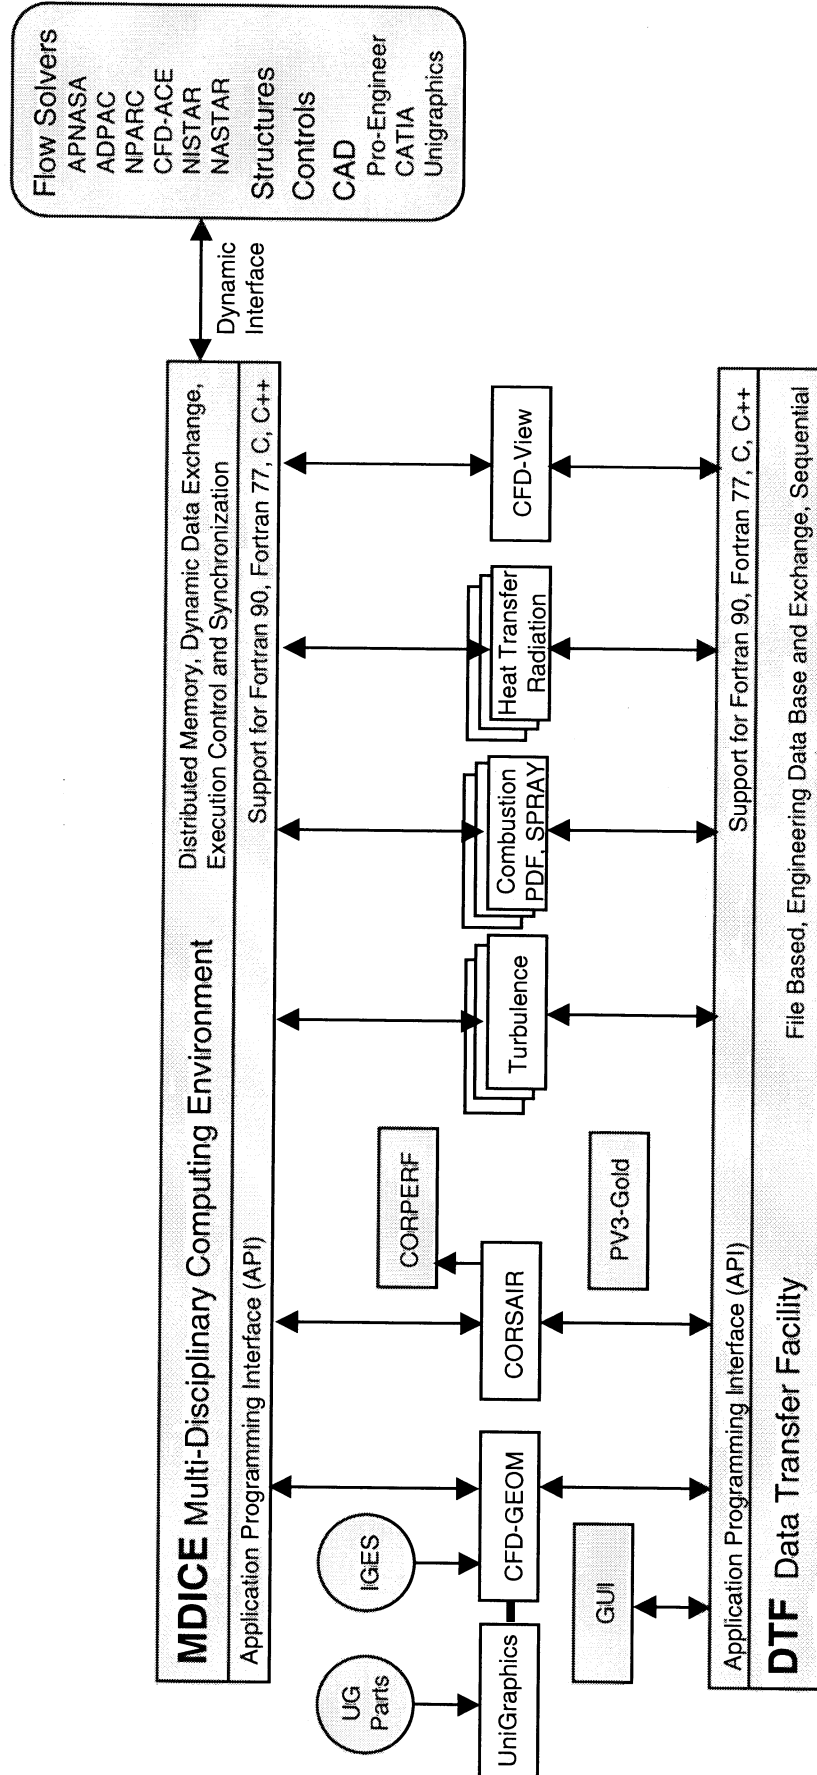 MDICE Multi-Disciplinary Computing Environment
Distributed Memory, Dynamic Data Exchange,
Execution Control and Synchronization
Application Programming Interface (API)
Support for Fortran 90, Fortran 77, C, C++
Dynamic
Interface
Flow Solvers
APNASA
ADPAC
NPARC
CFD-ACE
NISTAR
NASTAR
Structures
Controls
CAD
Pro-Engineer
CATIA
Unigraphics
UG
Parts
IGES
CORPERF
UniGraphics
CFD-GEOM
CORSAIR
Turbulence
Combustion
PDF, SPRAY
Heat Transfer
Radiation
CFD-View
GUI
PV3-Gold
Application Programming Interface (API)
Support for Fortran 90, Fortran 77, C, C++
DTF Data Transfer Facility
File Based, Engineering Data Base and Exchange, Sequential